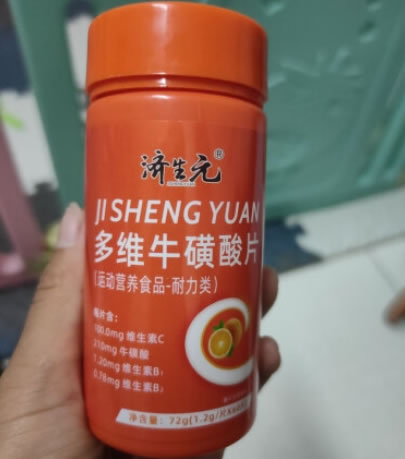 济生元®
JI SHENG YUAN
多维牛磺酸片
(运动营养食品-耐力类)
每片含:
100.0mg 维生素C
210mg 牛磺酸
1.20mg 维生素B₁
0.78mg 维生素B₂
净含量: 72g(1.2g/片